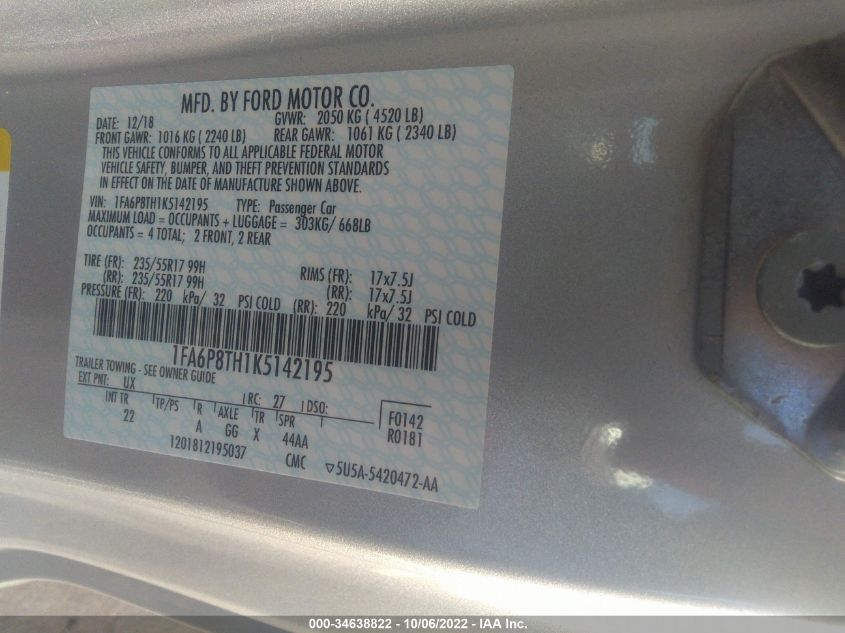 MFD. BY FORD MOTOR CO.
DATE: 12/18 GVWR: 2050 KG ( 4520 LB)
FRONT GAWR: 1016 KG ( 2240 LB) REAR GAWR: 1061 KG ( 2340 LB)
THIS VEHICLE CONFORMS TO ALL APPLICABLE FEDERAL MOTOR
VEHICLE SAFETY, BUMPER, AND THEFT PREVENTION STANDARDS
IN EFFECT ON THE DATE OF MANUFACTURE SHOWN ABOVE.
VIN: 1FA6P8TH1K5142195 TYPE: Passenger Car
MAXIMUM LOAD = OCCUPANTS + LUGGAGE = 303KG/ 668LB
OCCUPANTS = 4 TOTAL; 2 FRONT, 2 REAR
TIRE (FR): 235/55R17 99H RIMS (FR): 17x7.5J
(RR): 235/55R17 99H (RR): 17x7.5J
PRESSURE (FR): 220 kPa/ 32 PSI COLD (RR): 220 kPa/ 32 PSI COLD
1FA6P8TH1K5142195
TRAILER TOWING - SEE OWNER GUIDE
EXT PNT: UX RC: 27 DSO: F0142
INT TR TP/PS R AXLE TR SPR R0181
22 A GG X 44AA
1201812195037 CMC ▽5U5A-5420472-AA
000-34638822 - 10/06/2022 - IAA Inc.